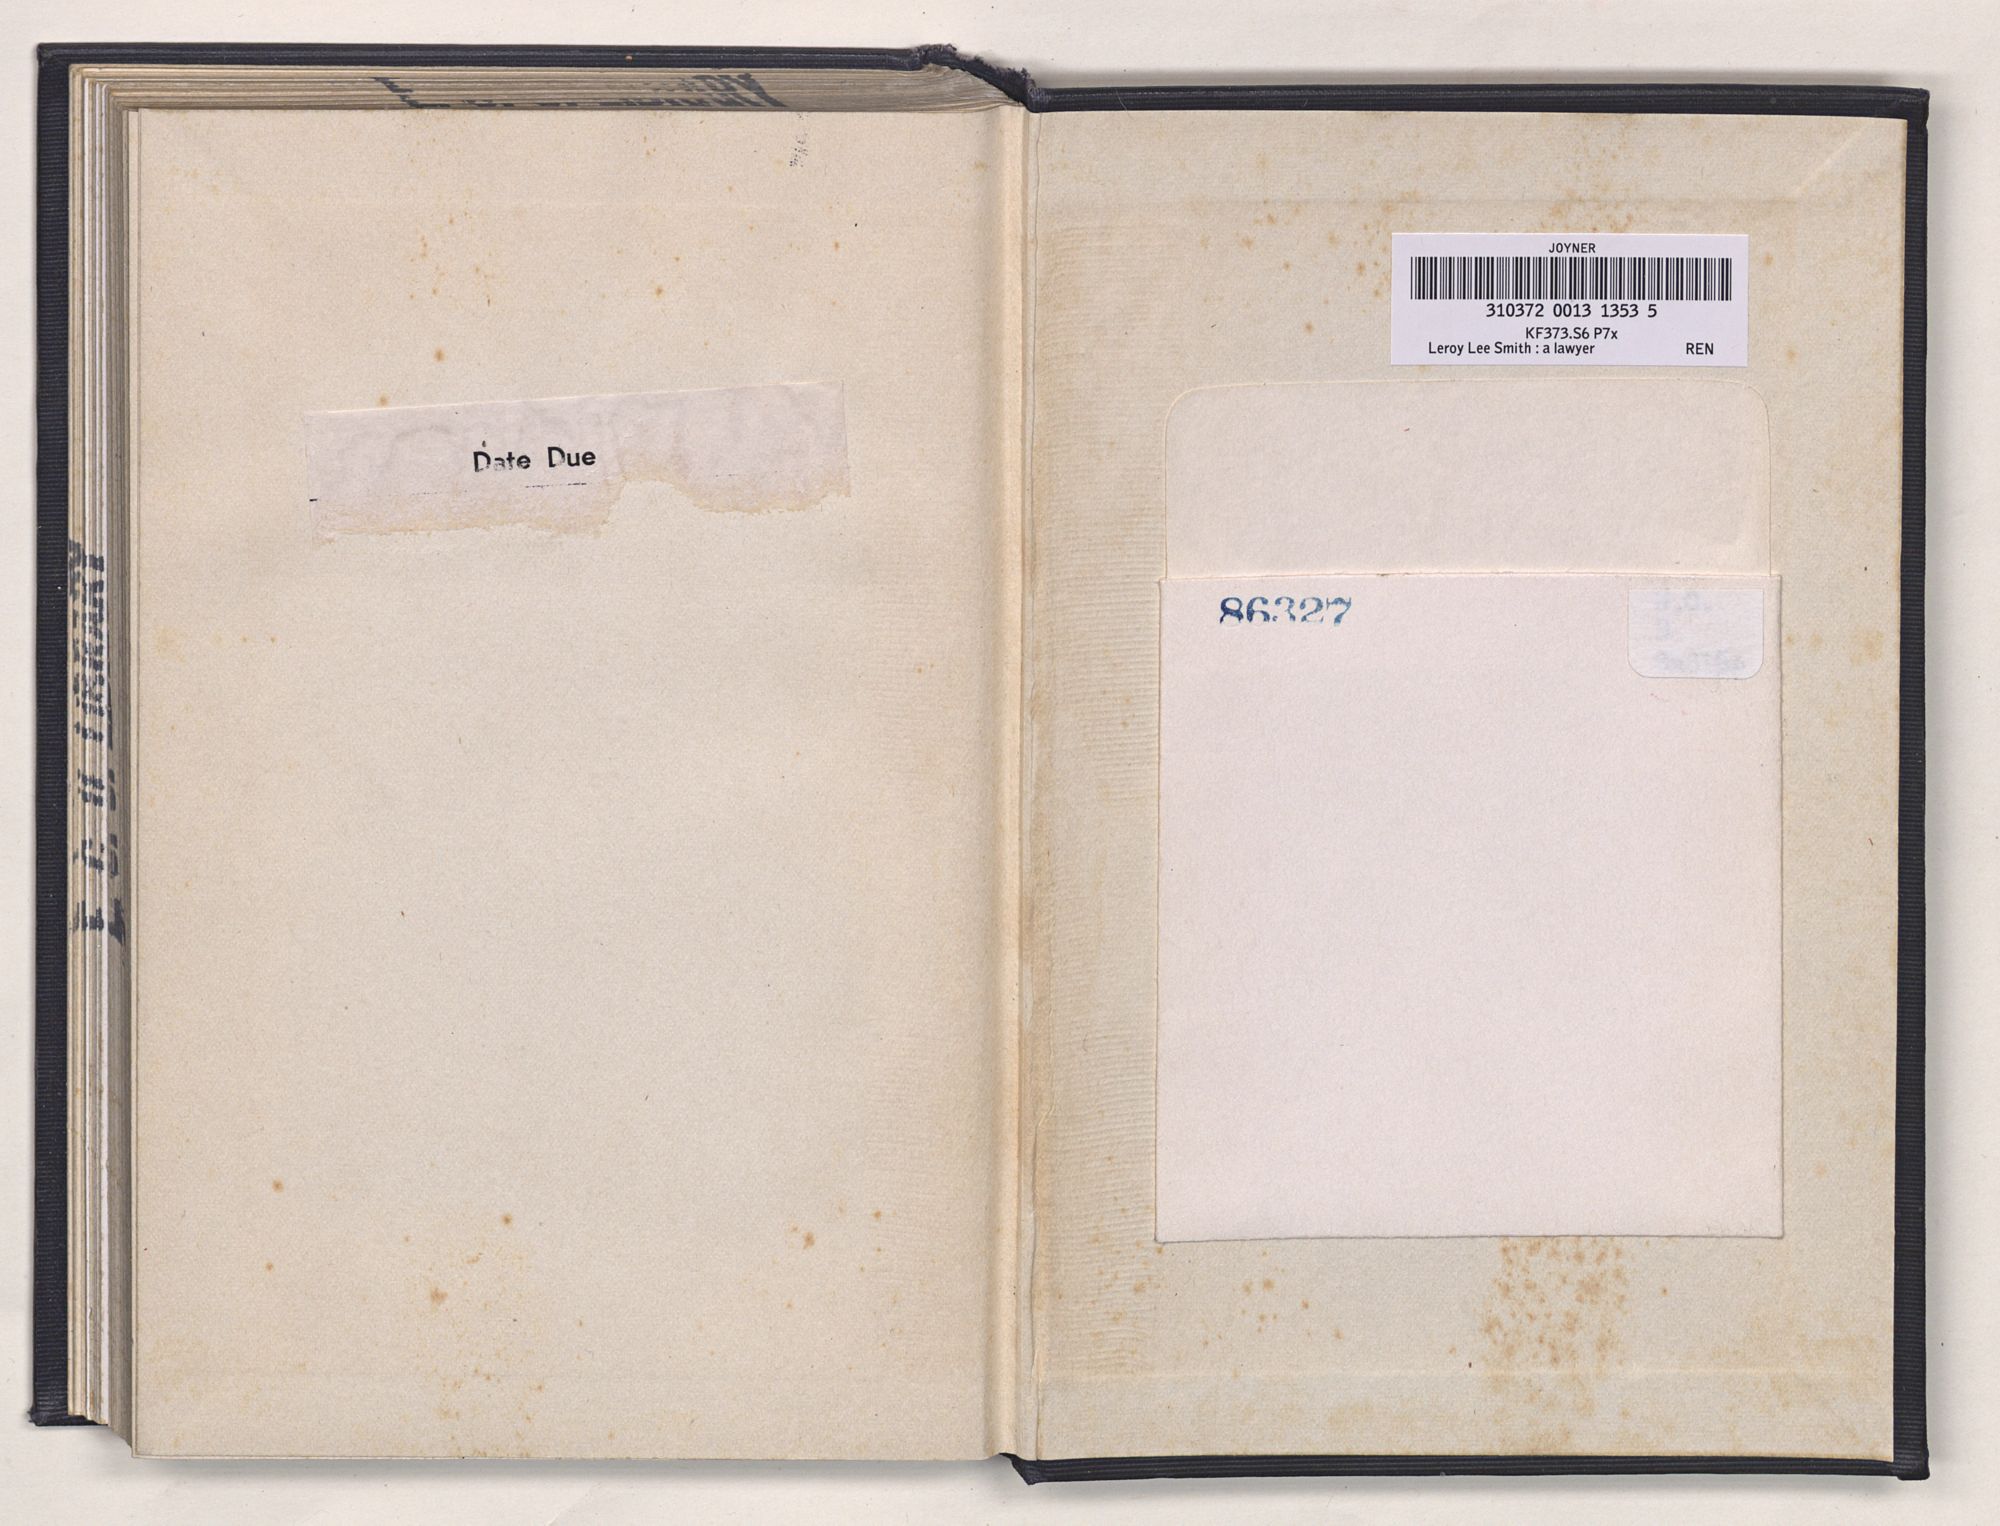 Date Due
JOYNER
310372 0013 1353 5
KF373.S6 P7x
Leroy Lee Smith : a lawyer REN
86327